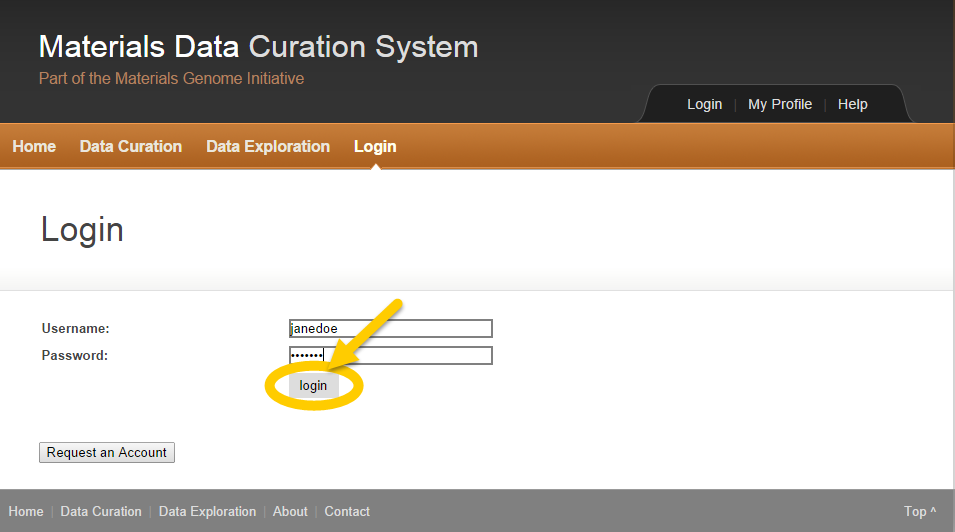 Materials Data Curation System
Part of the Materials Genome Initiative
Login | My Profile | Help
Home Data Curation Data Exploration Login
Login
Username: janedoe
Password: •••••••
login
Request an Account
Home | Data Curation | Data Exploration | About | Contact Top ^